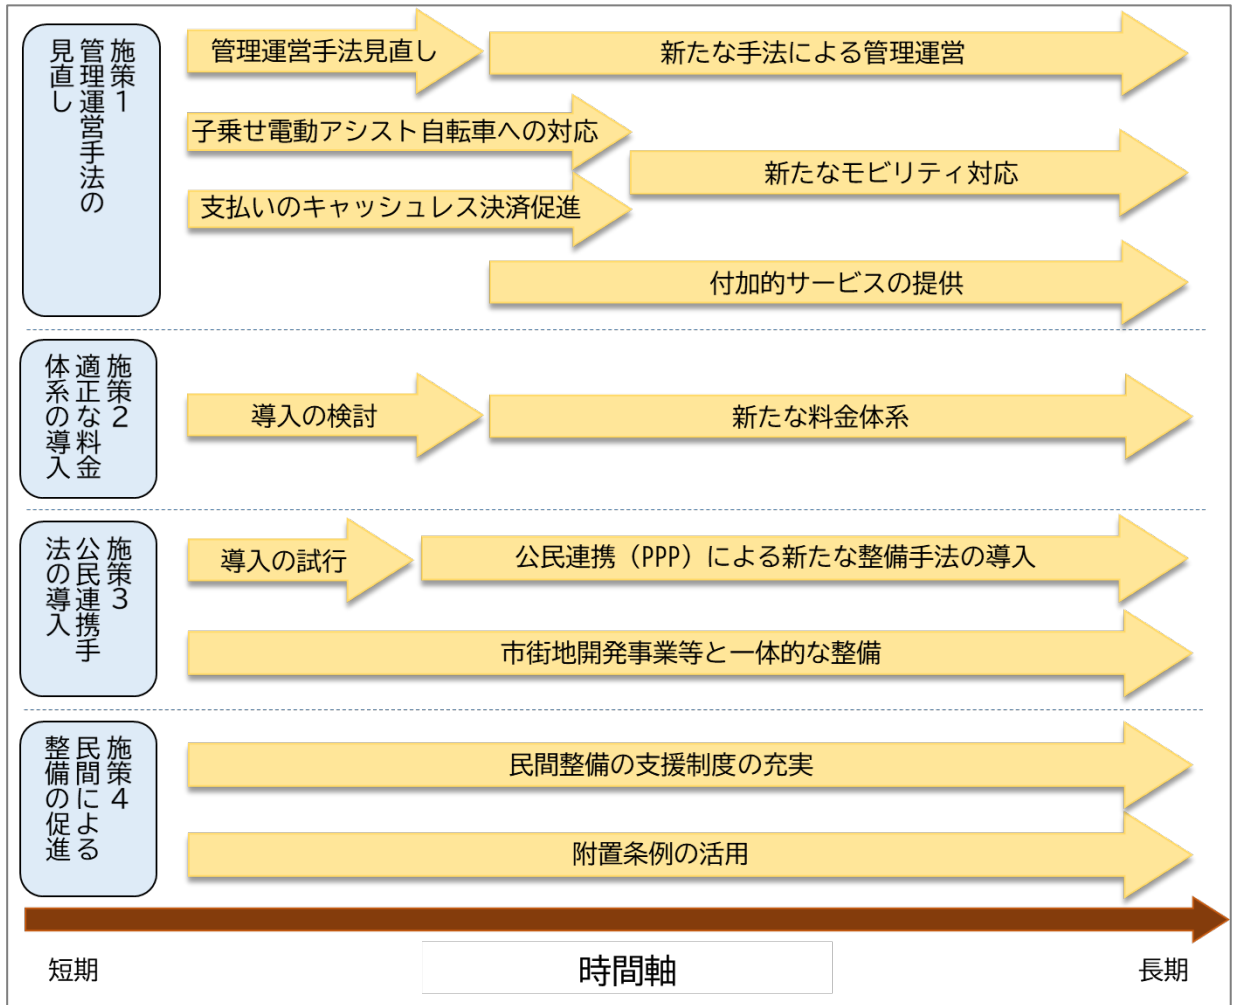 施策１
管理運営手法の
見直し
管理運営手法見直し
新たな手法による管理運営
子乗せ電動アシスト自転車への対応
新たなモビリティ対応
支払いのキャッシュレス決済促進
付加的サービスの提供
施策２
適正な料金
体系の導入
導入の検討
新たな料金体系
施策３
公民連携手
法の導入
導入の試行
公民連携（PPP）による新たな整備手法の導入
市街地開発事業等と一体的な整備
施策４
民間による
整備の促進
民間整備の支援制度の充実
附置条例の活用
短期
時間軸
長期